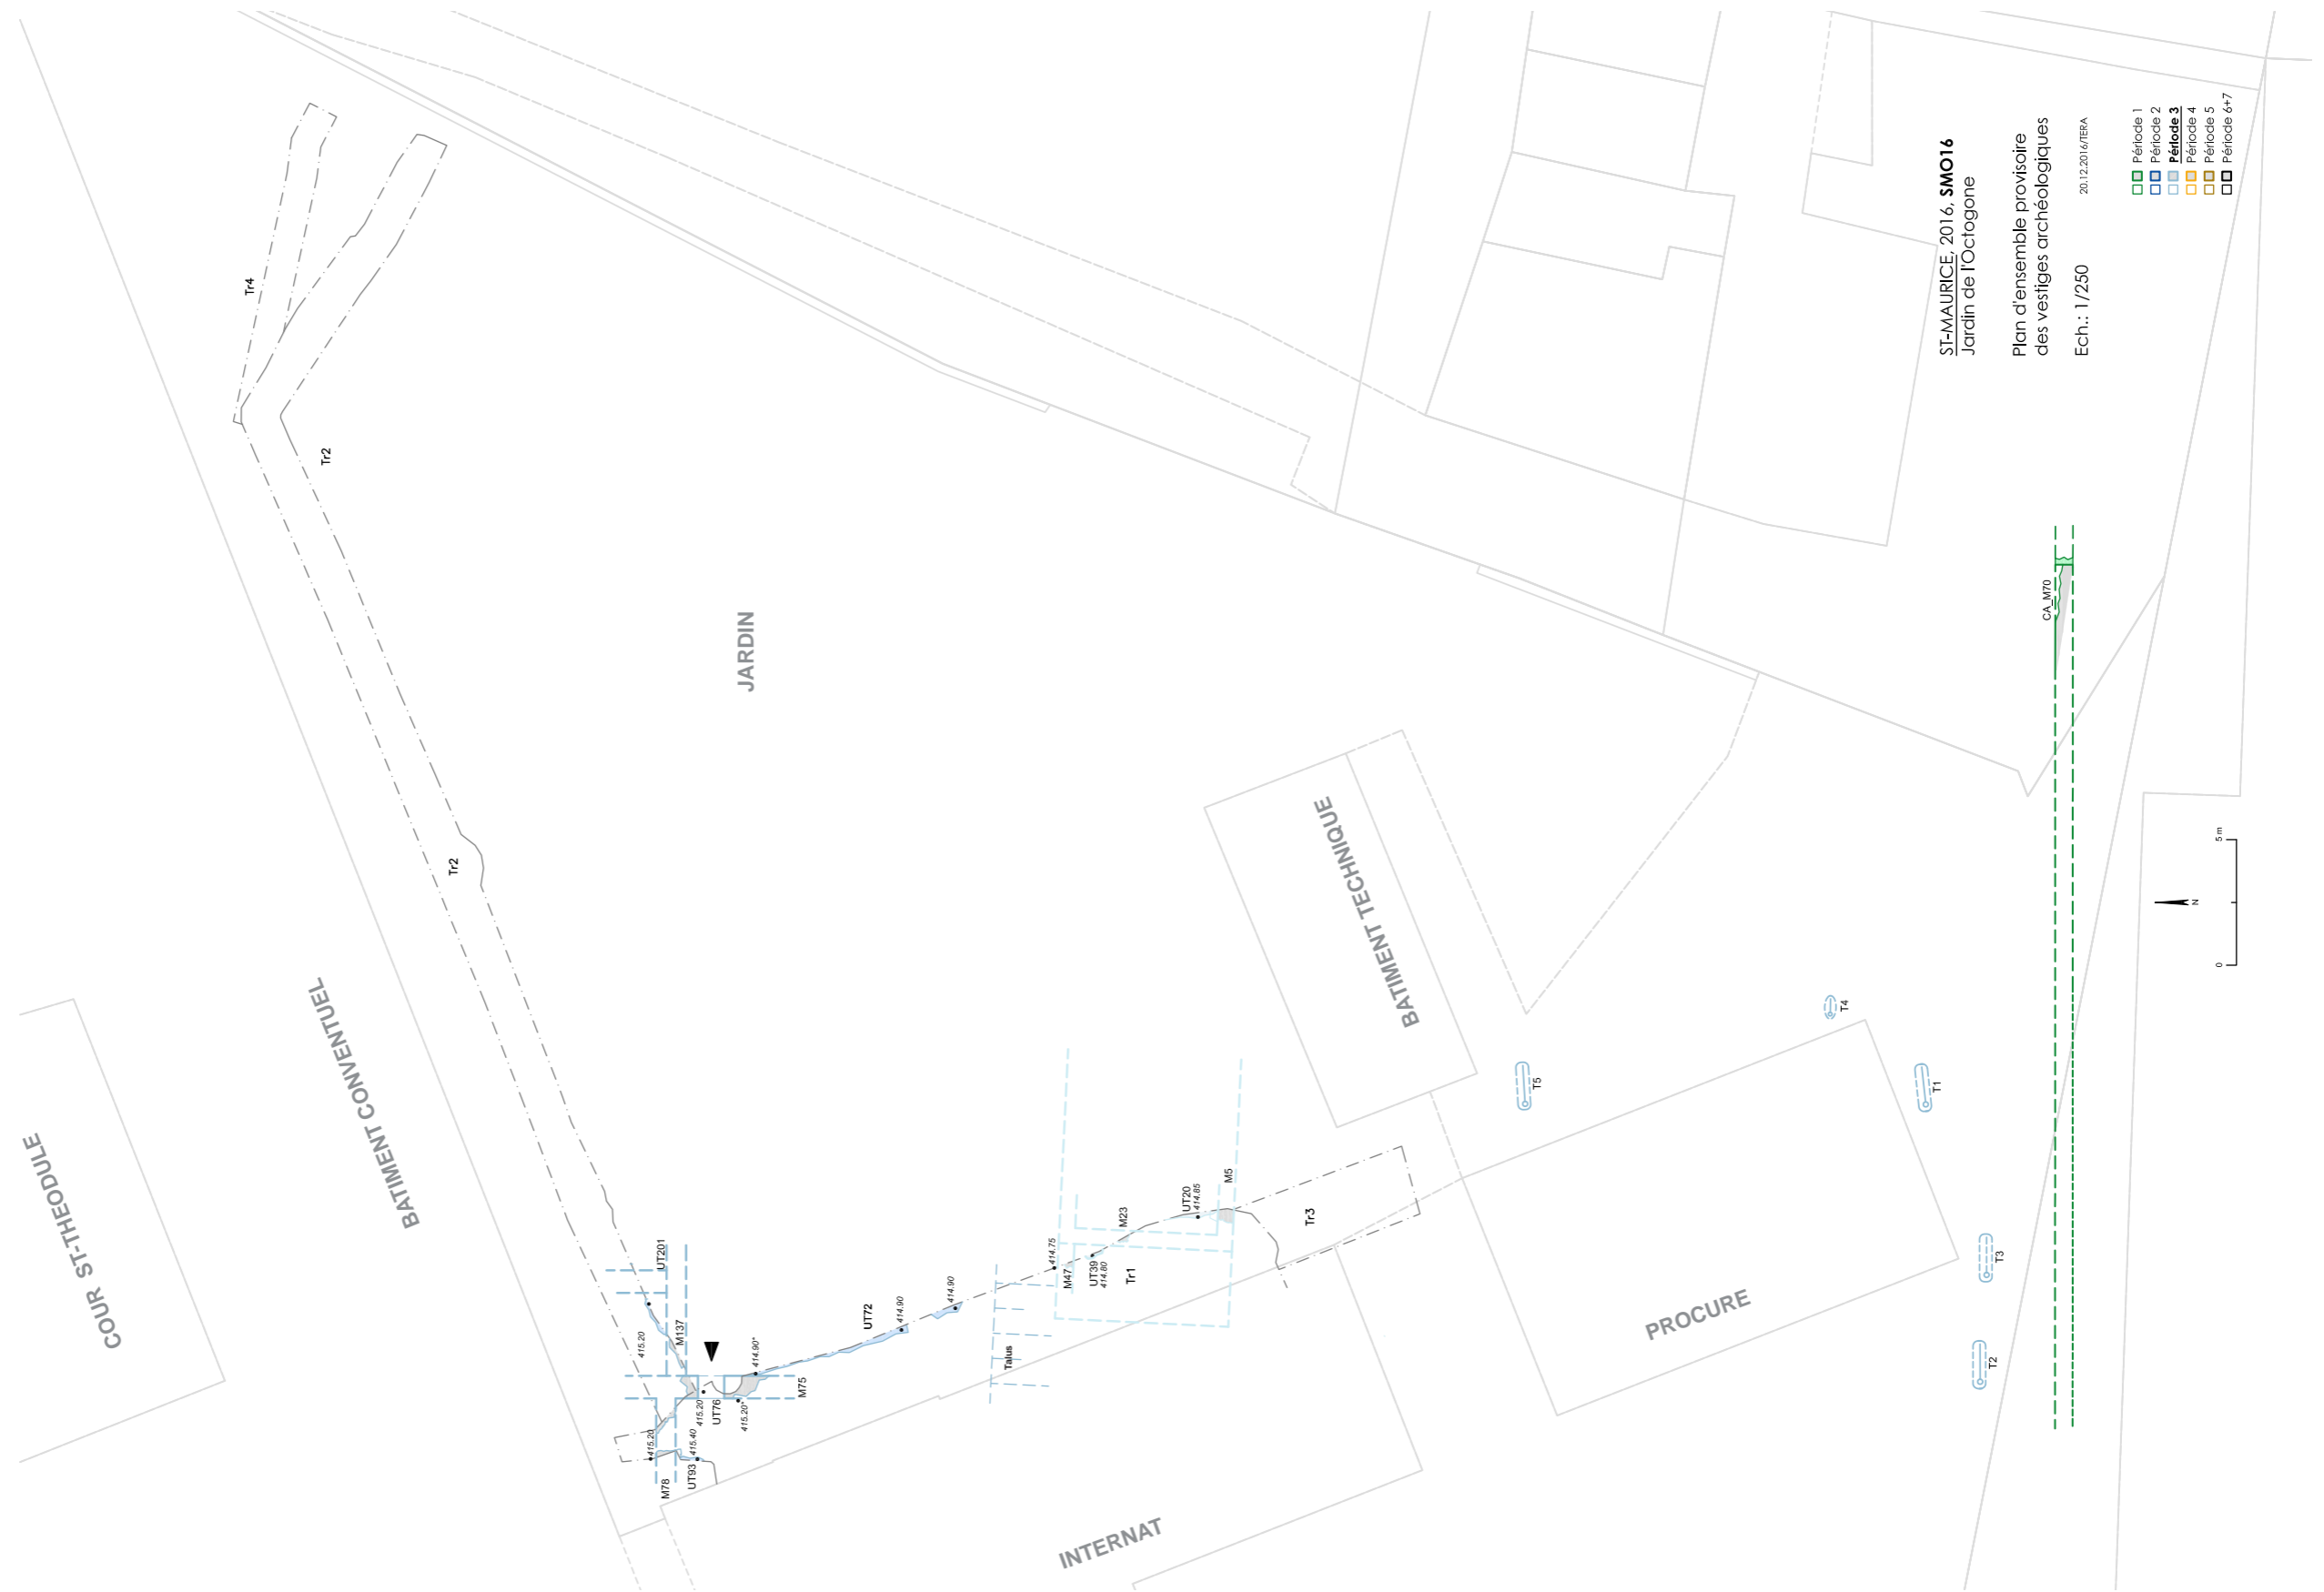 ST-MAURICE, 2016, SMO16
Jardin de l'Octogone
Plan d'ensemble provisoire
des vestiges archéologiques
Ech.: 1/250
20.12.2016/TERA
Période 1
Période 2
Période 3
Période 4
Période 5
Période 6+7
COUR ST-THEODULE
BATIMENT CONVENTUEL
JARDIN
BATIMENT TECHNIQUE
PROCURE
INTERNAT
Tr4
Tr2
Tr2
UT201
415.20
M137
415.20
M78
415.40
UT93
415.20
UT76
415.20*
414.90*
M75
UT72
414.90
414.90
Talus
414.75
M47
UT39
414.80
Tr1
M23
UT20
414.85
M5
Tr3
T5
T4
T1
T3
T2
CA_M70
N
0
5 m